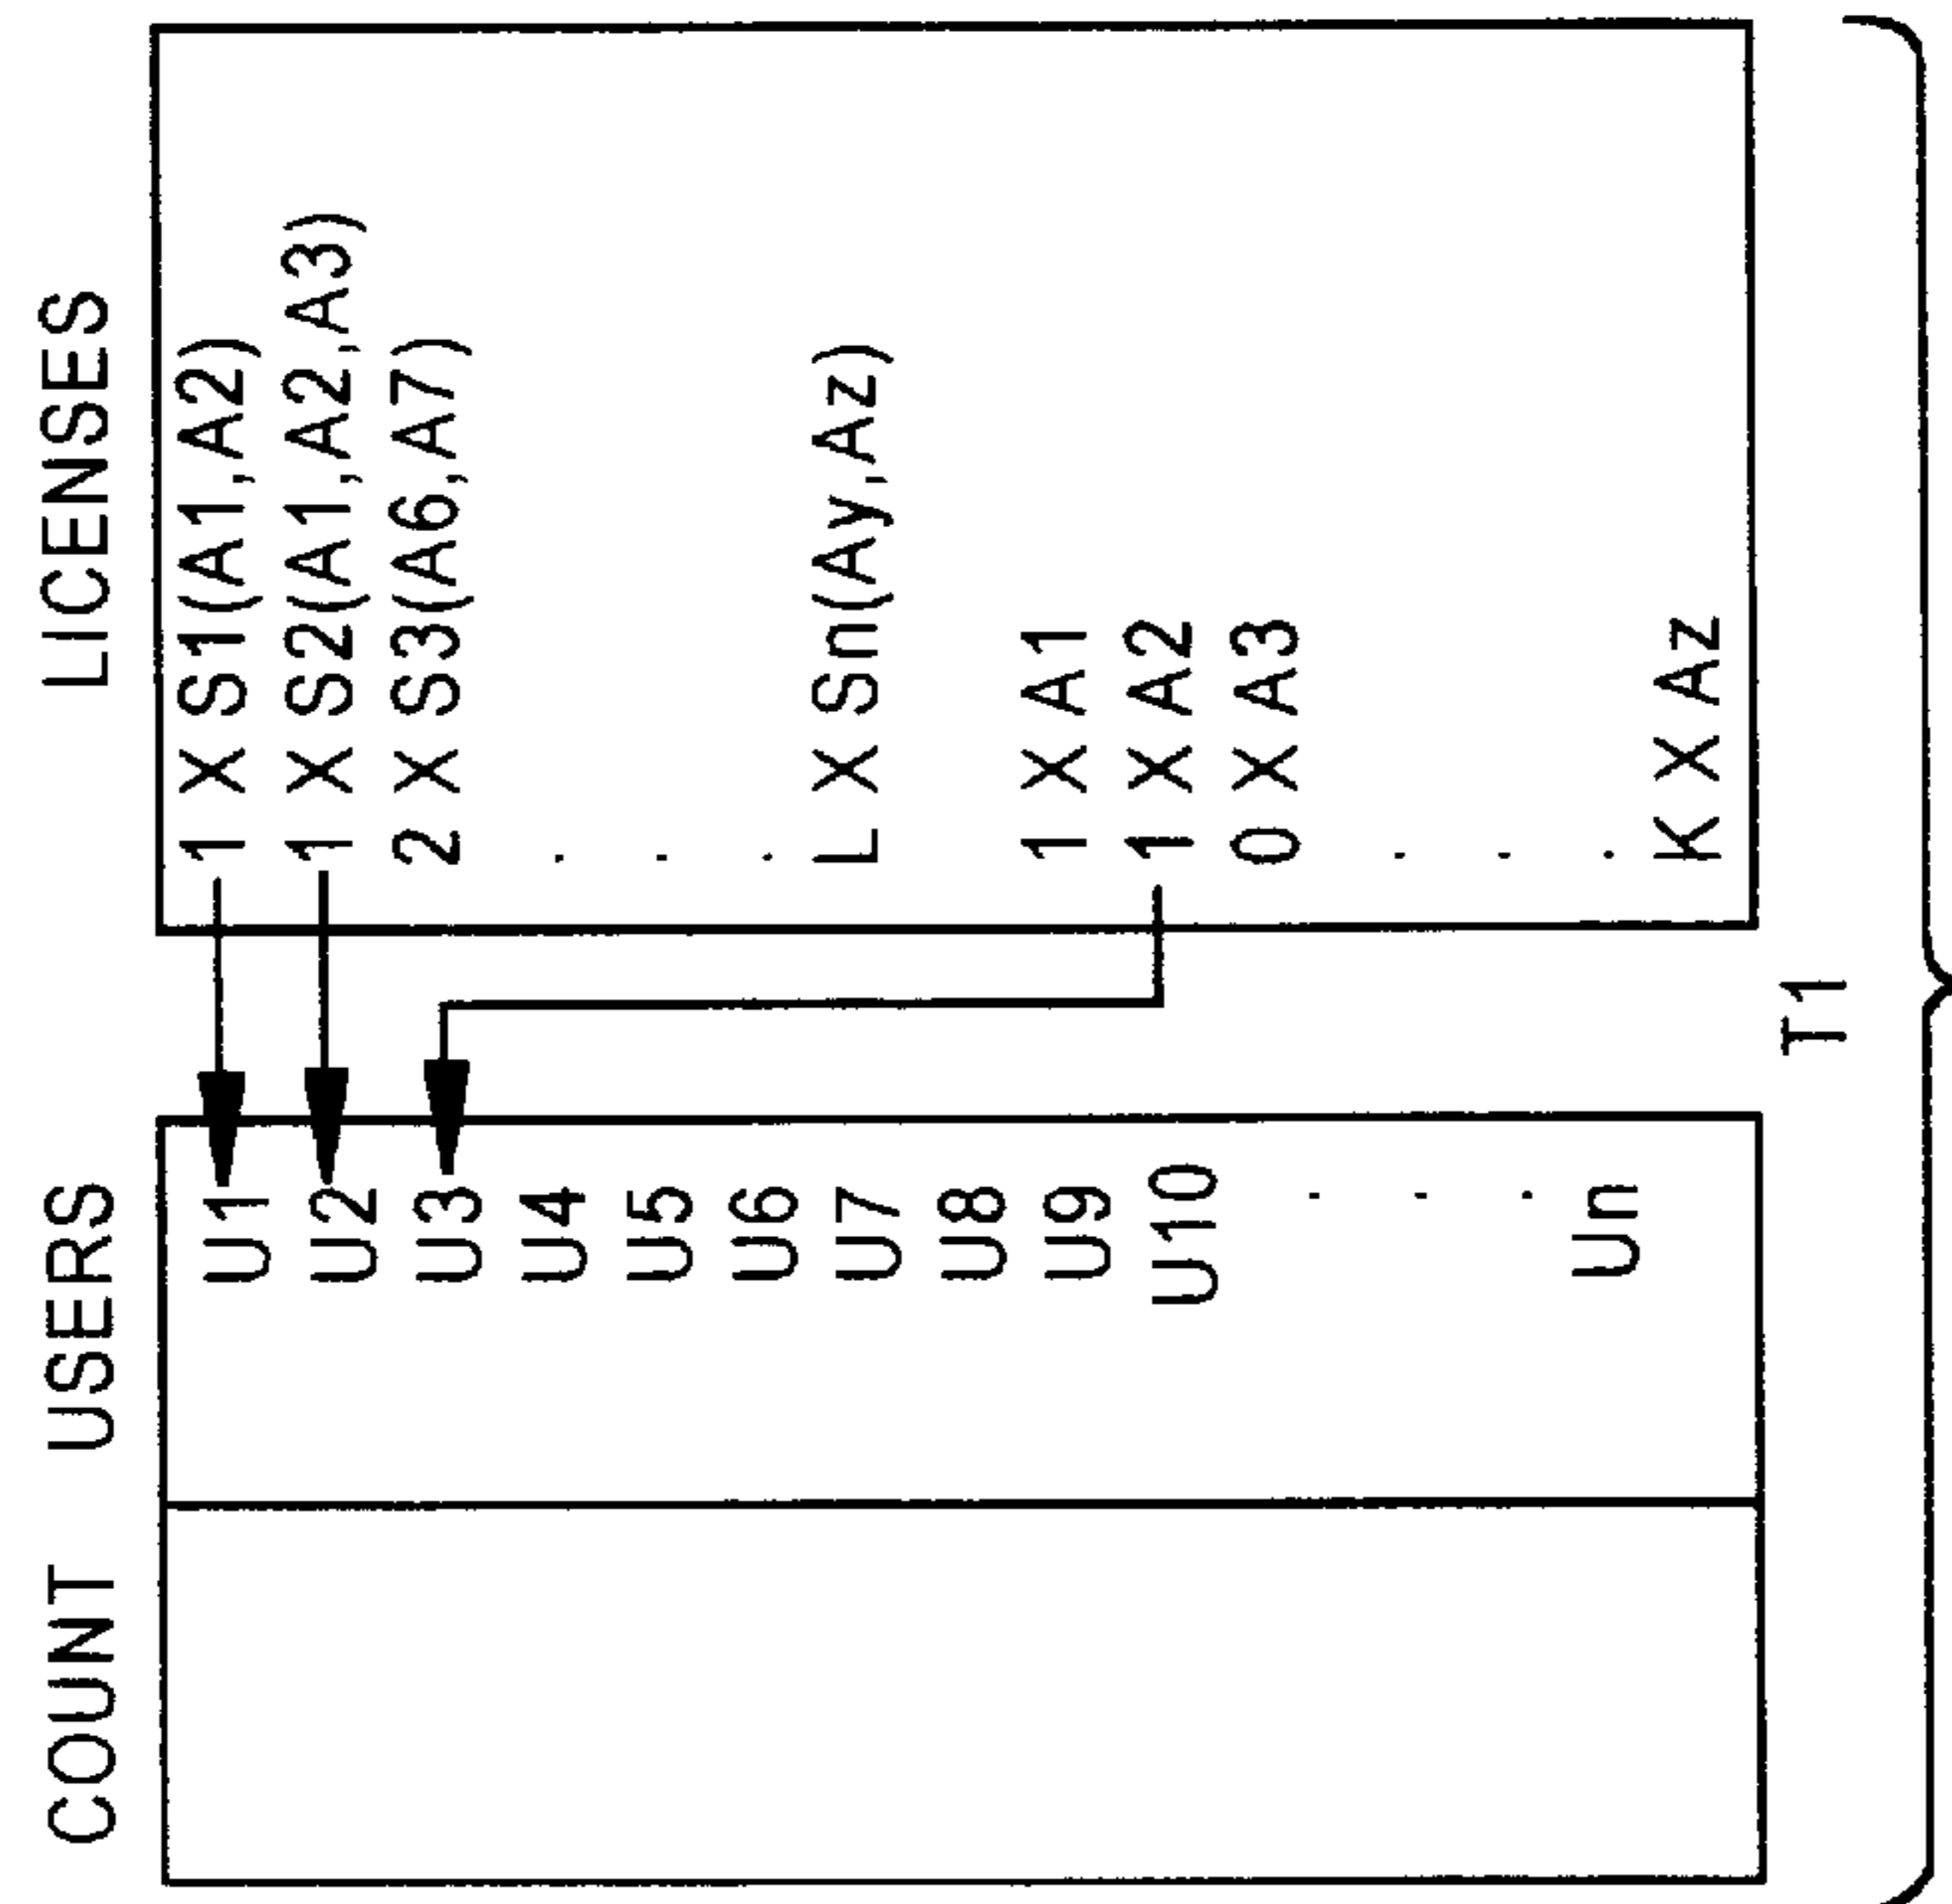 COUNT USERS LICENSES
U1
U2
U3
U4
U5
U6
U7
U8
U9
U10
.
.
.
Un
1 X S1(A1,A2)
1 X S2(A1,A2,A3)
2 X S3(A6,A7)
.
.
.
L X Sn(Ay,Az)
1 X A1
1 X A2
0 X A3
.
.
.
K X Az
T1